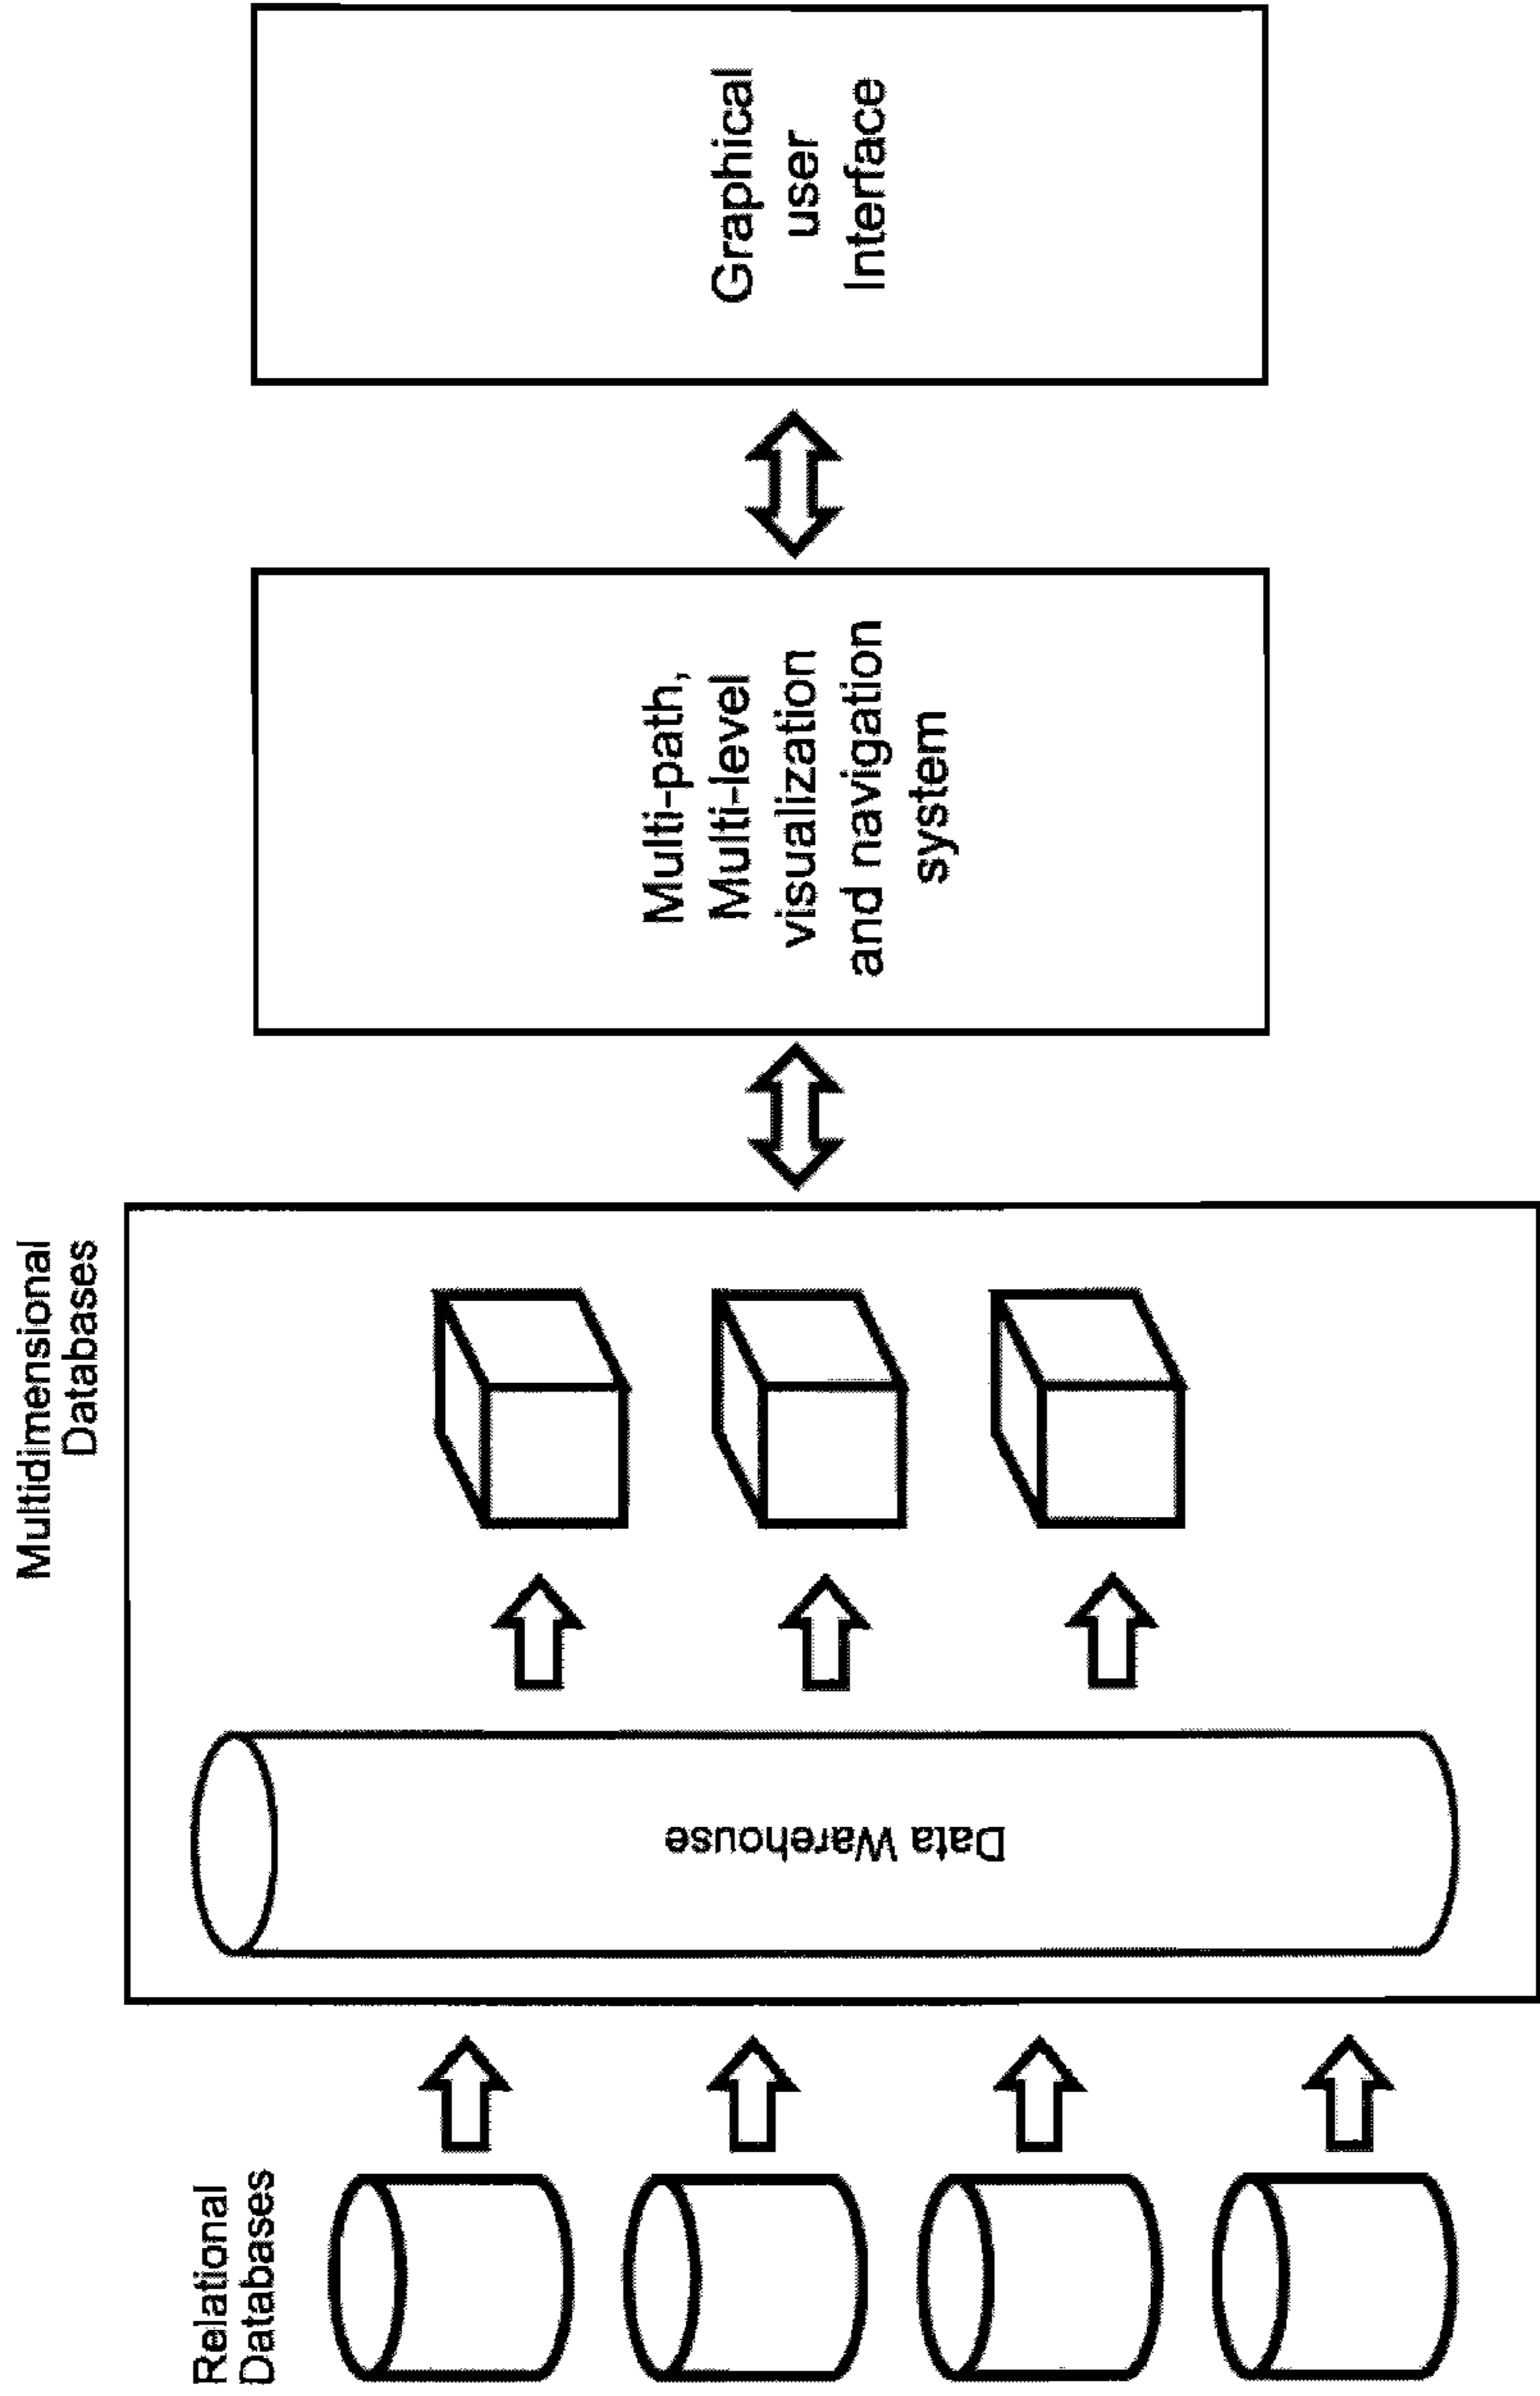 Relational
Databases
Multidimensional
Databases
Data Warehouse
Multi-path,
Multi-level
visualization
and navigation
system
Graphical
user
Interface